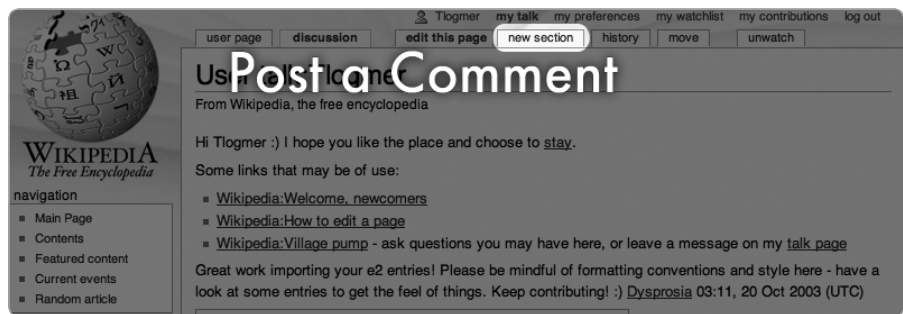 Tlogmer my talk my preferences my watchlist my contributions log out
user page discussion edit this page new section history move unwatch
Post a Comment
User talk:Tlogmer
From Wikipedia, the free encyclopedia
WIKIPEDIA
The Free Encyclopedia
Hi Tlogmer :) I hope you like the place and choose to stay.
Some links that may be of use:
Wikipedia:Welcome, newcomers
Wikipedia:How to edit a page
Wikipedia:Village pump - ask questions you may have here, or leave a message on my talk page
Great work importing your e2 entries! Please be mindful of formatting conventions and style here - have a
look at some entries to get the feel of things. Keep contributing! :) Dysprosia 03:11, 20 Oct 2003 (UTC)
navigation
Main Page
Contents
Featured content
Current events
Random article